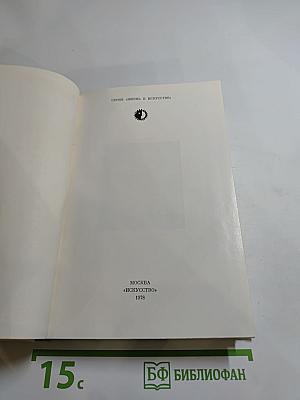 СЕРИЯ «ЖИЗНЬ В ИСКУССТВЕ»
МОСКВА
«ИСКУССТВО»
1978
15с
БФ БИБЛИОФАН